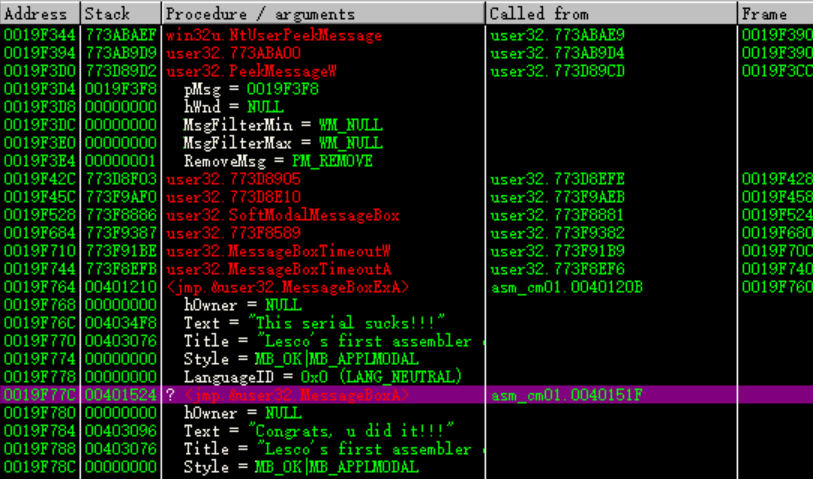 Address Stack Procedure / arguments Called from Frame
0019F344 773ABAEF win32u.NtUserPeekMessage user32.773ABAE9 0019F390
0019F394 773AB9D9 user32.773ABA00 user32.773AB9D4 0019F390
0019F3D0 773D89D2 user32.PeekMessageW user32.773D89CD 0019F3CC
0019F3D4 0019F3F8 pMsg = 0019F3F8
0019F3D8 00000000 hWnd = NULL
0019F3DC 00000000 MsgFilterMin = WM_NULL
0019F3E0 00000000 MsgFilterMax = WM_NULL
0019F3E4 00000001 RemoveMsg = PM_REMOVE
0019F42C 773D8F03 user32.773D8905 user32.773D8EFE 0019F428
0019F45C 773F9AF0 user32.773D8E10 user32.773F9AEB 0019F458
0019F528 773F8886 user32.SoftModalMessageBox user32.773F8881 0019F524
0019F684 773F9387 user32.773F8589 user32.773F9382 0019F680
0019F710 773F91BE user32.MessageBoxTimeoutW user32.773F91B9 0019F70C
0019F744 773F8EFB user32.MessageBoxTimeoutA user32.773F8EF6 0019F740
0019F764 00401210 <jmp.&user32.MessageBoxExA> asm_cm01.0040120B 0019F760
0019F768 00000000 hOwner = NULL
0019F76C 004034F8 Text = "This serial sucks!!!"
0019F770 00403076 Title = "Lesco's first assembler
0019F774 00000000 Style = MB_OK|MB_APPLMODAL
0019F778 00000000 LanguageID = 0x0 (LANG_NEUTRAL)
0019F77C 00401524 ? <jmp.&user32.MessageBoxA> asm_cm01.0040151F
0019F780 00000000 hOwner = NULL
0019F784 00403096 Text = "Congrats, u did it!!!"
0019F788 00403076 Title = "Lesco's first assembler
0019F78C 00000000 Style = MB_OK|MB_APPLMODAL